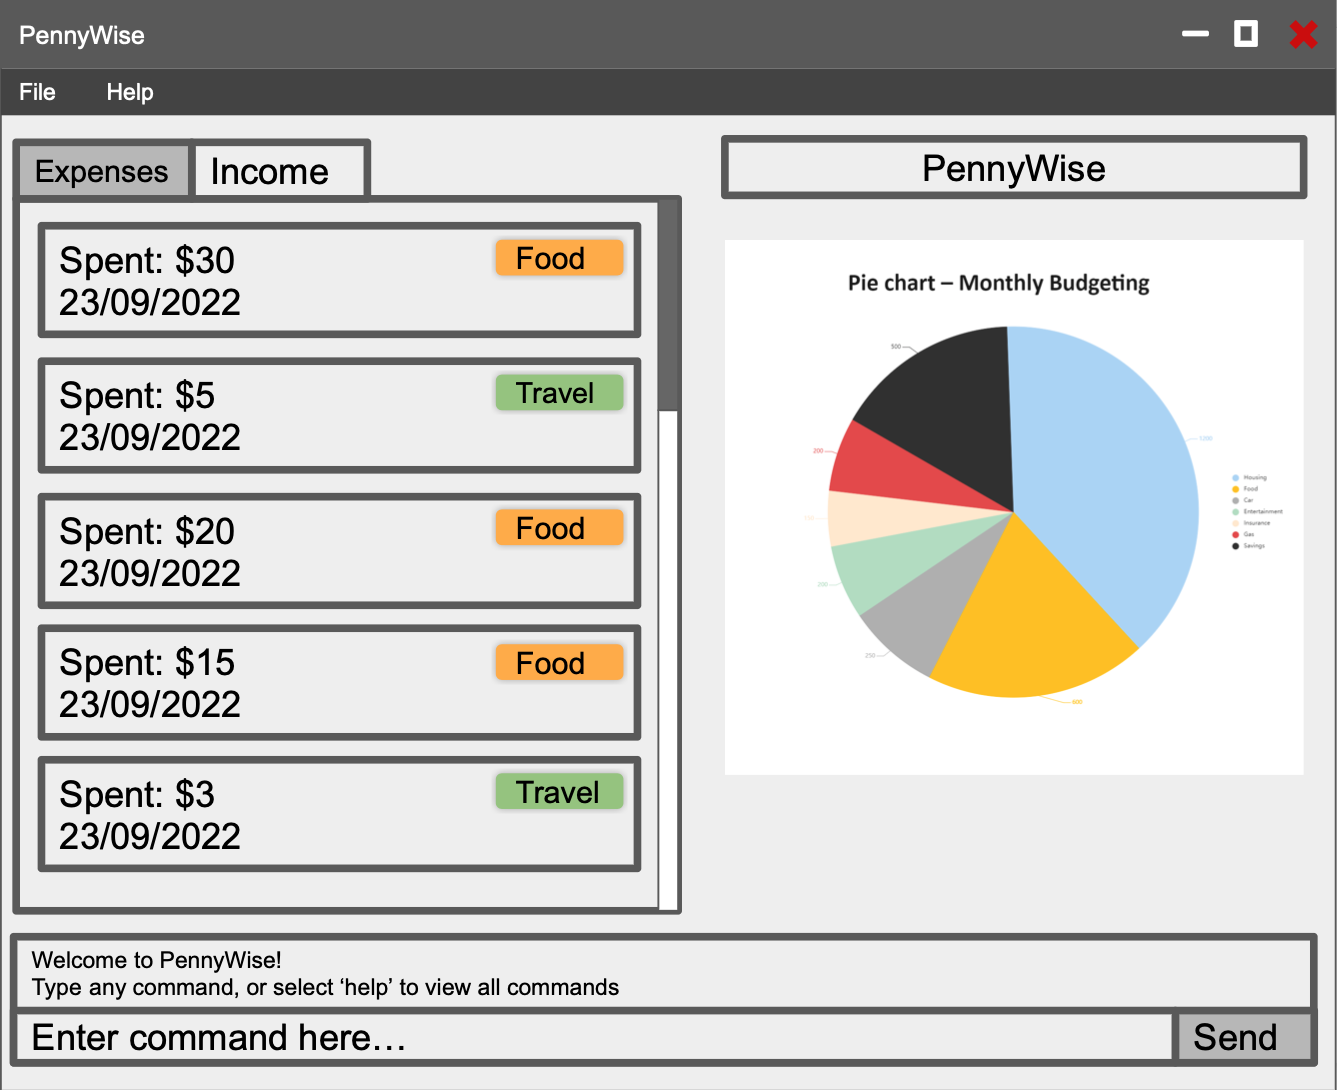 PennyWise
File Help
Expenses Income
Spent: $30 Food
23/09/2022
Spent: $5 Travel
23/09/2022
Spent: $20 Food
23/09/2022
Spent: $15 Food
23/09/2022
Spent: $3 Travel
23/09/2022
PennyWise
Pie chart – Monthly Budgeting
500
200
200
250
Housing
Food
Car
Entertainment
Insurance
Gas
Savings
Welcome to PennyWise!
Type any command, or select ‘help’ to view all commands
Enter command here…
Send